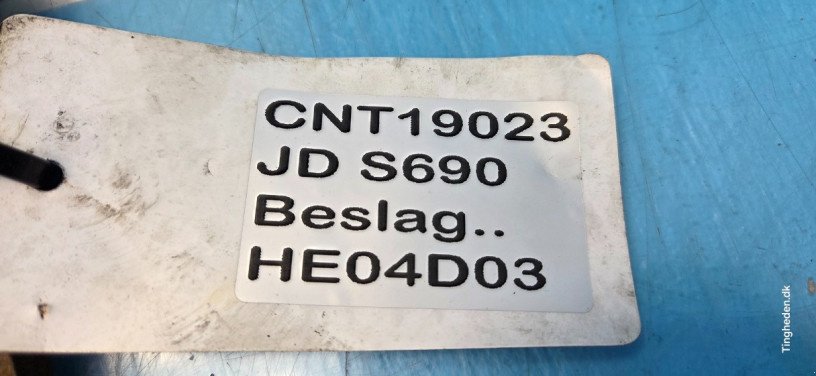 CNT19023
JD S690
Beslag..
HE04D03
Tingheden.dk